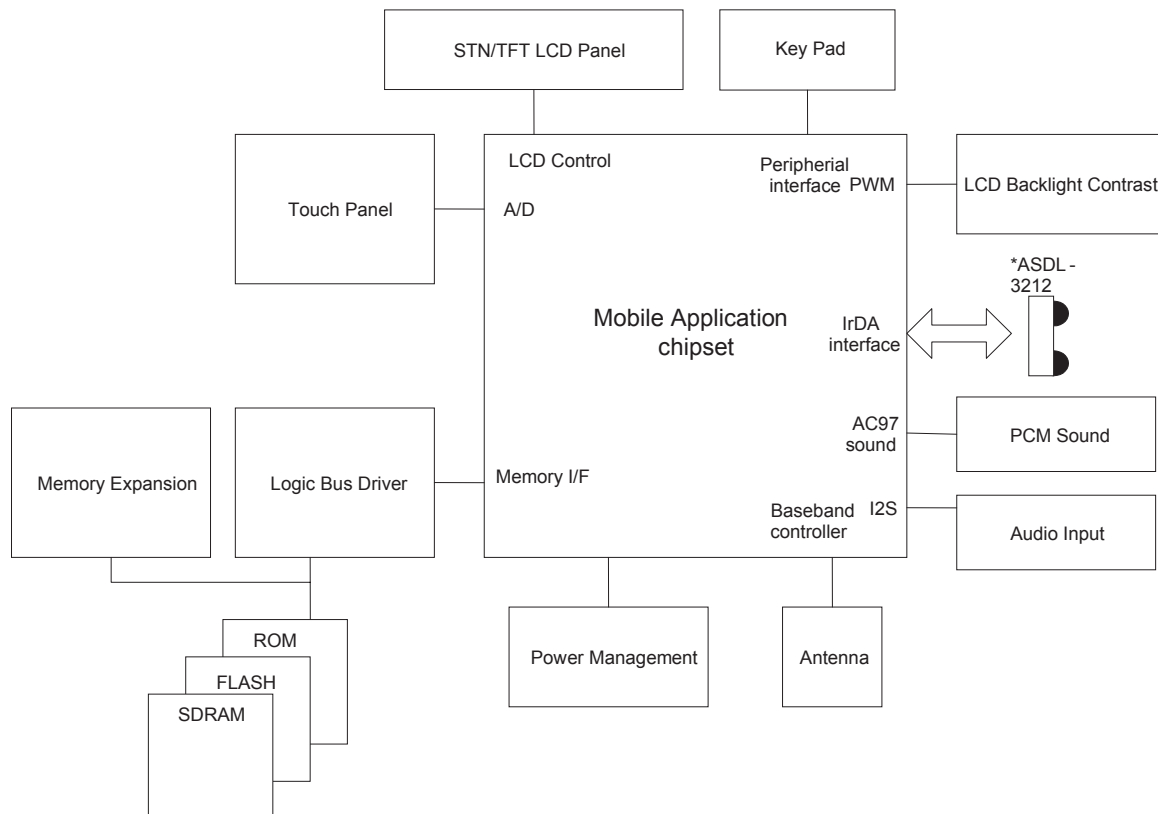 STN/TFT LCD Panel
Key Pad
Touch Panel
LCD Control
A/D
Peripherial
interface PWM
LCD Backlight Contrast
*ASDL -
3212
Mobile Application
chipset
IrDA
interface
AC97
sound
PCM Sound
Memory Expansion
Logic Bus Driver
Memory I/F
Baseband
controller
I2S
Audio Input
ROM
FLASH
SDRAM
Power Management
Antenna